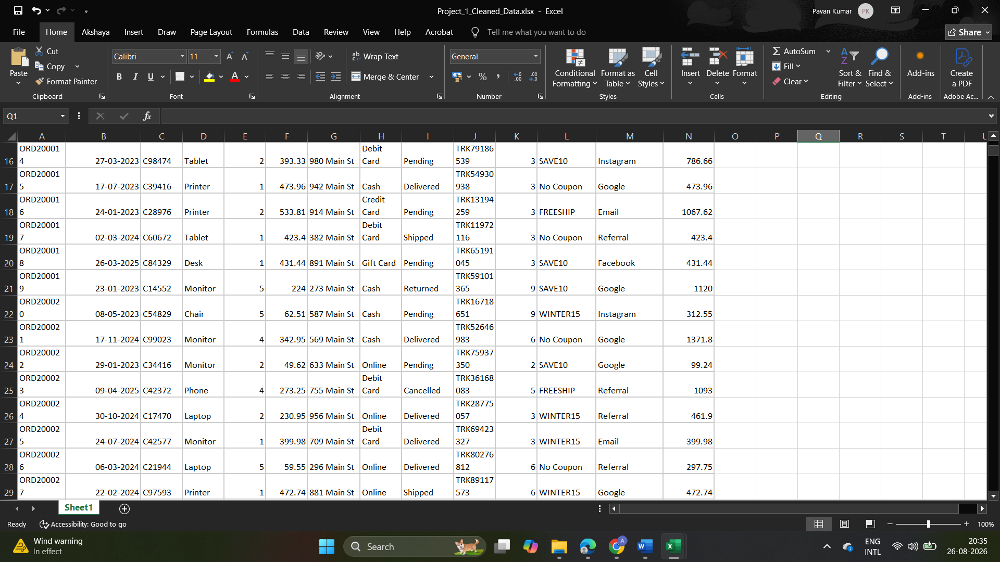 Project_1_Cleaned_Data.xlsx - Excel
Pavan Kumar PK
File Home Akshaya Insert Draw Page Layout Formulas Data Review View Help Acrobat Tell me what you want to do Share
Paste Cut Copy Format Painter Clipboard
Calibri 11 B I U A Font
Wrap Text Merge & Center Alignment
General % , Number
Conditional Formatting Format as Table Cell Styles Styles
Insert Delete Format Cells
AutoSum Fill Clear Sort & Filter Find & Select Editing
Add-ins Add-ins
Create a PDF Adobe Ac...
Q1 fx
A B C D E F G H I J K L M N O P Q R S T U
16 ORD200014 27-03-2023 C98474 Tablet 2 393.33 980 Main St Debit Card Pending TRK79186539 3 SAVE10 Instagram 786.66
17 ORD200015 17-07-2023 C39416 Printer 1 473.96 942 Main St Cash Delivered TRK54930938 3 No Coupon Google 473.96
18 ORD200016 24-01-2023 C28976 Printer 2 533.81 914 Main St Credit Card Pending TRK13194259 3 FREESHIP Email 1067.62
19 ORD200017 02-03-2024 C60672 Tablet 1 423.4 382 Main St Debit Card Shipped TRK11972116 3 No Coupon Referral 423.4
20 ORD200018 26-03-2025 C84329 Desk 1 431.44 891 Main St Gift Card Pending TRK65191045 3 SAVE10 Facebook 431.44
21 ORD200019 23-01-2023 C14552 Monitor 5 224 273 Main St Cash Returned TRK59101365 9 SAVE10 Google 1120
22 ORD200020 08-05-2023 C54829 Chair 5 62.51 587 Main St Cash Pending TRK16718651 9 WINTER15 Instagram 312.55
23 ORD200021 17-11-2024 C99023 Monitor 4 342.95 569 Main St Cash Delivered TRK52646983 6 No Coupon Google 1371.8
24 ORD200022 29-01-2023 C34416 Monitor 2 49.62 633 Main St Online Pending TRK75937350 2 SAVE10 Google 99.24
25 ORD200023 09-04-2025 C42372 Phone 4 273.25 755 Main St Debit Card Cancelled TRK36168083 5 FREESHIP Referral 1093
26 ORD200024 30-10-2024 C17470 Laptop 2 230.95 956 Main St Online Delivered TRK28775057 3 WINTER15 Referral 461.9
27 ORD200025 24-07-2024 C42577 Monitor 1 399.98 709 Main St Debit Card Delivered TRK69423327 3 WINTER15 Email 399.98
28 ORD200026 06-03-2024 C21944 Laptop 5 59.55 296 Main St Online Delivered TRK80276812 6 No Coupon Referral 297.75
29 ORD200027 22-02-2024 C97593 Printer 1 472.74 881 Main St Online Shipped TRK89117573 6 WINTER15 Google 472.74
Sheet1
Ready Accessibility: Good to go 100%
Wind warning
In effect
Search
ENG
INTL
20:35
26-08-2026